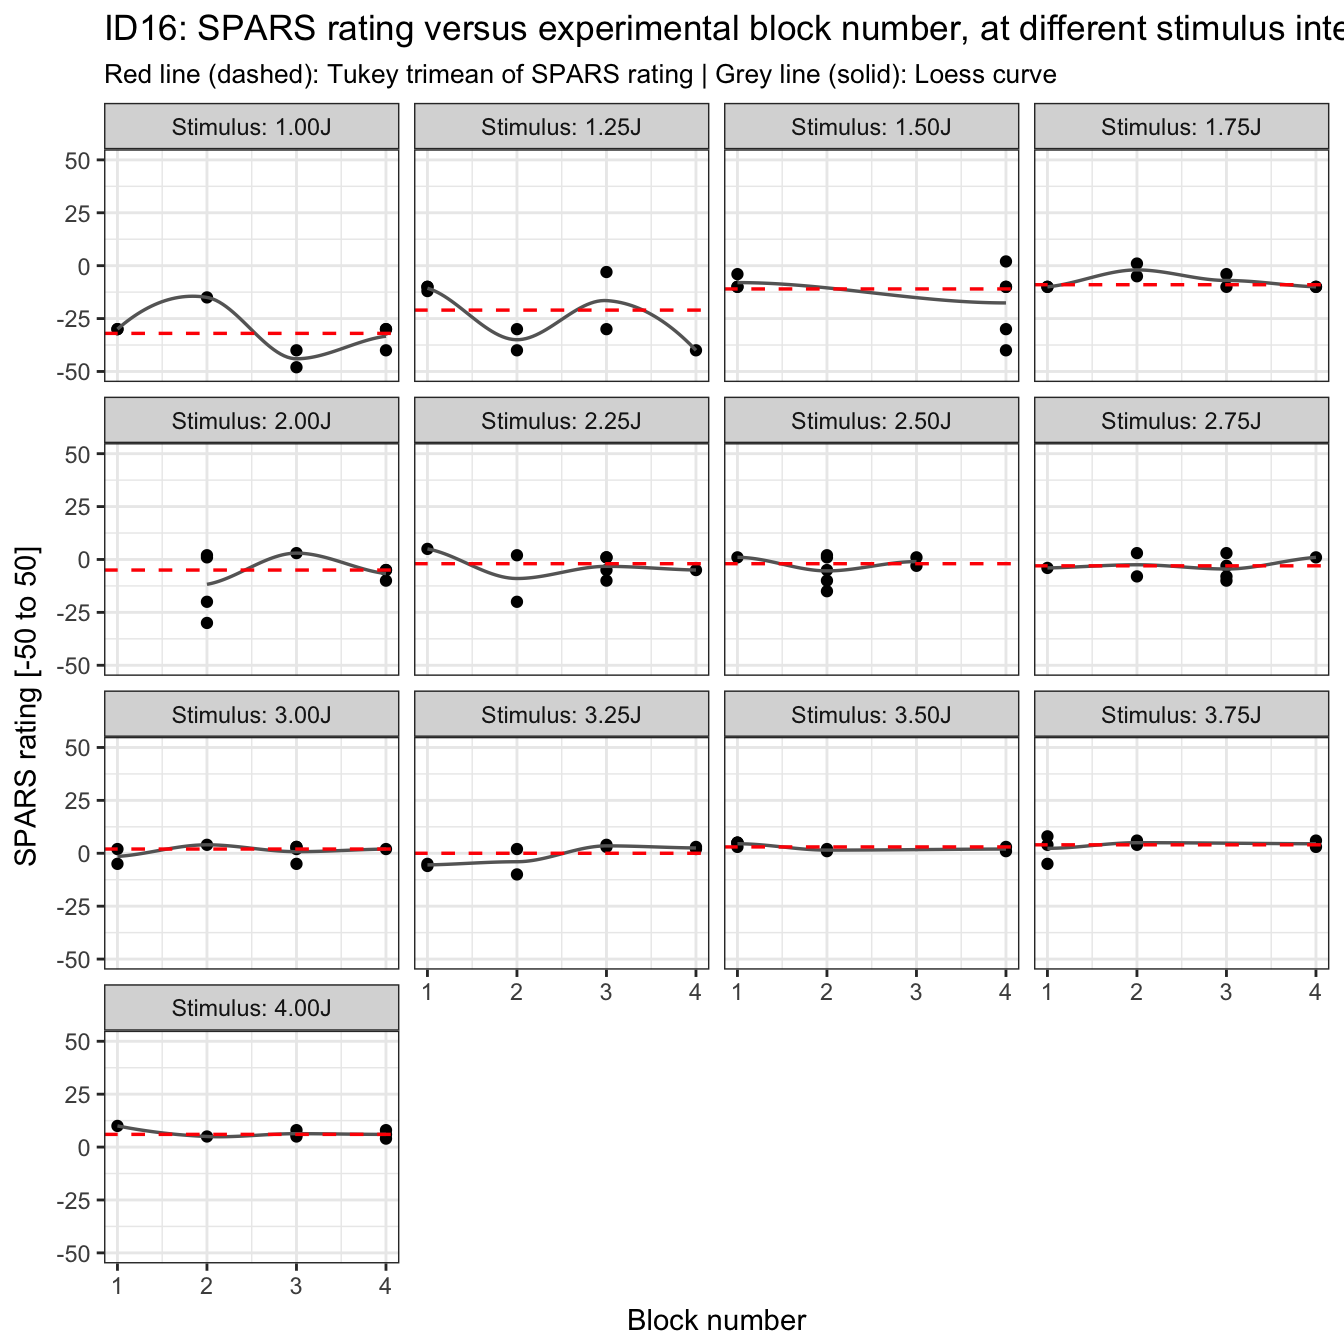 ID16: SPARS rating versus experimental block number, at different stimulus inte
Red line (dashed): Tukey trimean of SPARS rating | Grey line (solid): Loess curve
Stimulus: 1.00J Stimulus: 1.25J Stimulus: 1.50J Stimulus: 1.75J
50
25
0
-25
-50
Stimulus: 2.00J Stimulus: 2.25J Stimulus: 2.50J Stimulus: 2.75J
50
25
0
-25
-50
Stimulus: 3.00J Stimulus: 3.25J Stimulus: 3.50J Stimulus: 3.75J
50
25
0
-25
-50
1 2 3 4 1 2 3 4 1 2 3 4
Stimulus: 4.00J
50
25
0
-25
-50
1 2 3 4
SPARS rating [-50 to 50]
Block number